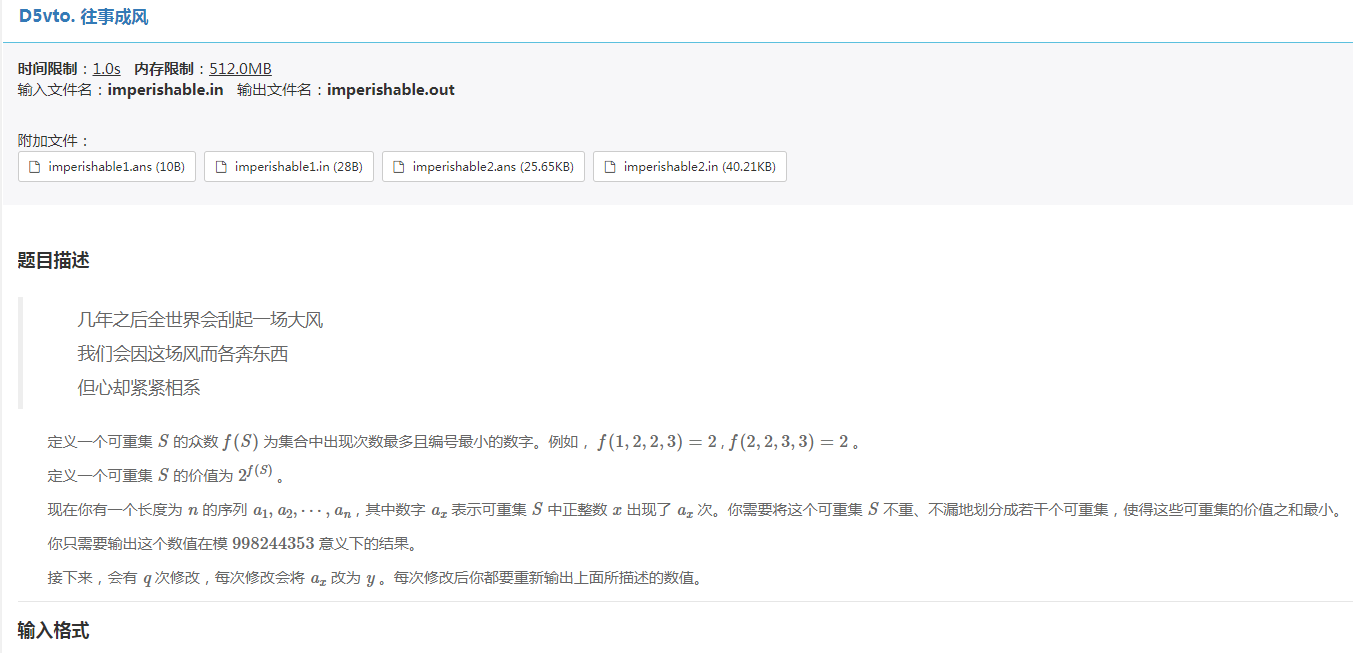 D5vto. 往事成风
时间限制：1.0s 内存限制：512.0MB
输入文件名：imperishable.in 输出文件名：imperishable.out
附加文件：
imperishable1.ans (10B) imperishable1.in (28B) imperishable2.ans (25.65KB) imperishable2.in (40.21KB)
题目描述
几年之后全世界会刮起一场大风
我们会因这场风而各奔东西
但心却紧紧相系
定义一个可重集 S 的众数 f(S) 为集合中出现次数最多且编号最小的数字。例如，f(1,2,2,3) = 2，f(2,2,3,3) = 2。
定义一个可重集 S 的价值为 2^{f(S)}。
现在你有一个长度为 n 的序列 a_1, a_2, ⋯, a_n，其中数字 a_x 表示可重集 S 中正整数 x 出现了 a_x 次。你需要将这个可重集 S 不重、不漏地划分成若干个可重集，使得这些可重集的价值之和最小。
你只需要输出这个数值在模 998244353 意义下的结果。
接下来，会有 q 次修改，每次修改会将 a_x 改为 y。每次修改后你都要重新输出上面所描述的数值。
输入格式